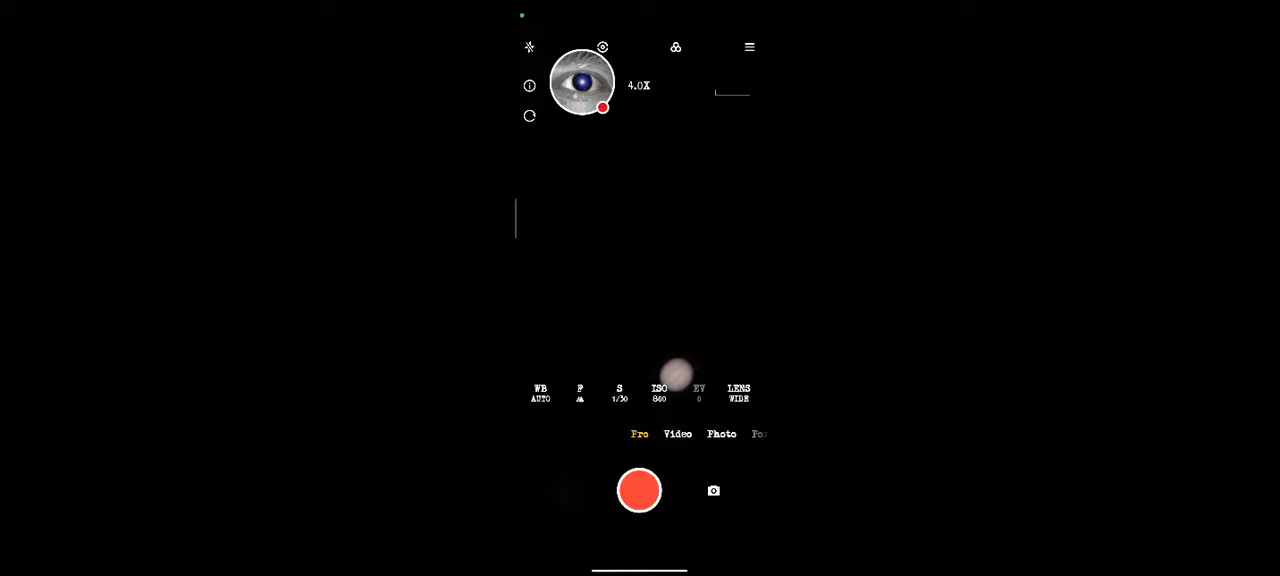 4.0X
WB P S ISO EV LENS
AUTO 1/30 800 0 WIDE
Pro Video Photo